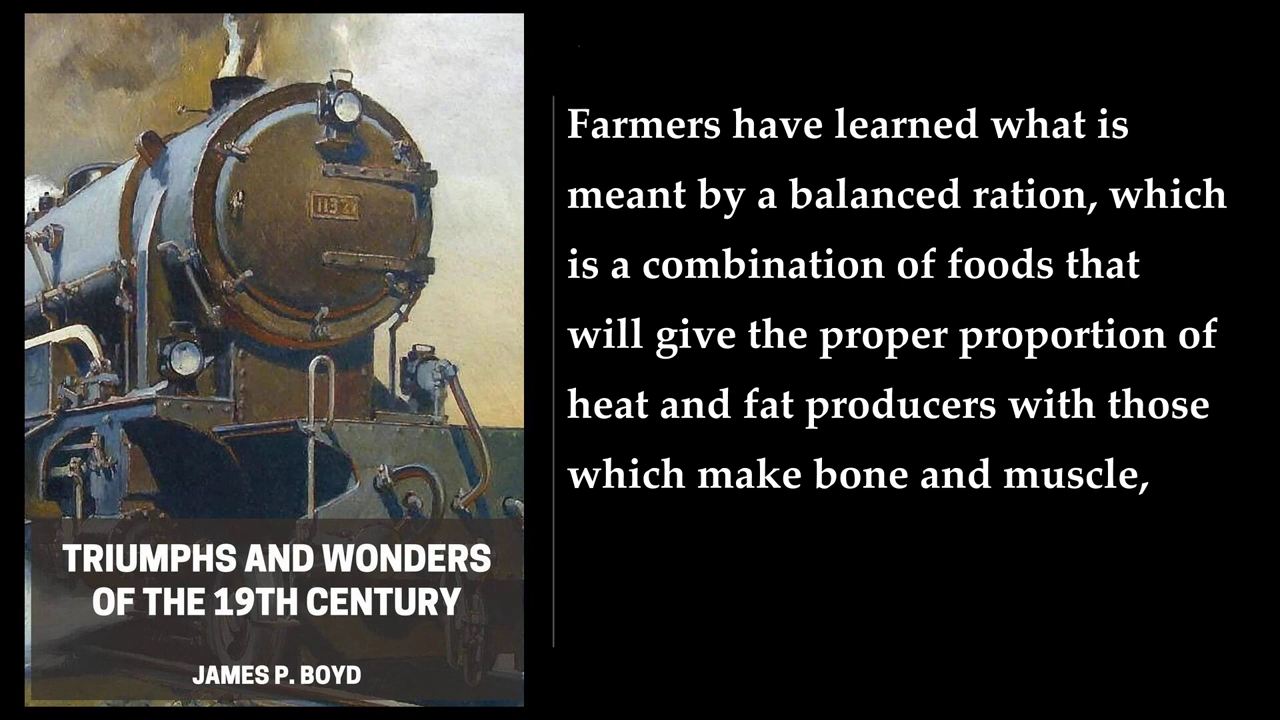 1132
TRIUMPHS AND WONDERS
OF THE 19TH CENTURY
JAMES P. BOYD
Farmers have learned what is
meant by a balanced ration, which
is a combination of foods that
will give the proper proportion of
heat and fat producers with those
which make bone and muscle,